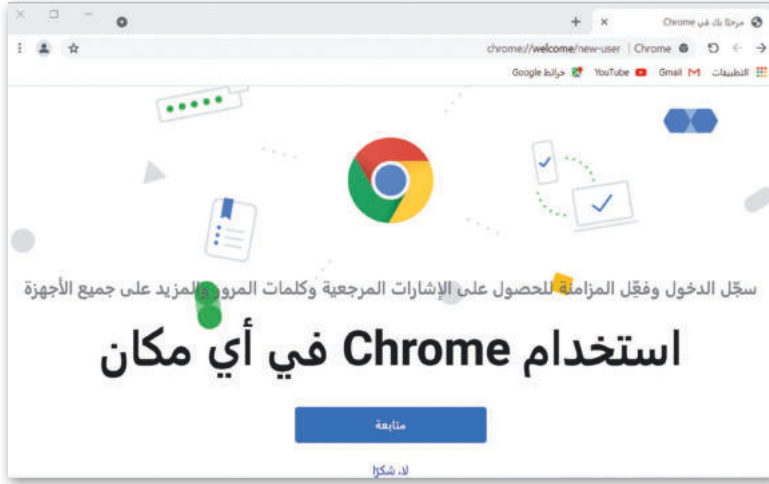 مرحبًا بك في Chrome
Chrome | chrome://welcome/new-user
التطبيقات Gmail YouTube خرائط Google
سجّل الدخول وفعّل المزامنة للحصول على الإشارات المرجعية وكلمات المرور والمزيد على جميع الأجهزة
استخدام Chrome في أي مكان
متابعة
لا، شكرًا